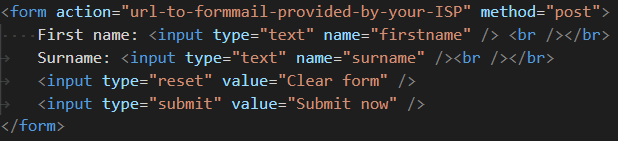 <form action="url-to-formmail-provided-by-your-ISP" method="post">
    First name: <input type="text" name="firstname" /> <br /></br>
    Surname: <input type="text" name="surname" /><br /></br>
    <input type="reset" value="Clear form" />
    <input type="submit" value="Submit now" />
</form>